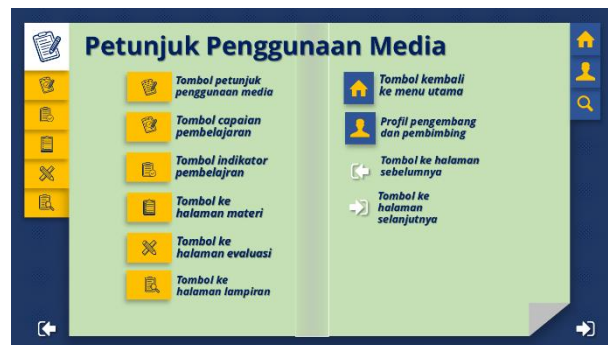 Petunjuk Penggunaan Media
Tombol petunjuk
penggunaan media
Tombol capaian
pembelajaran
Tombol indikator
pembelajran
Tombol ke
halaman materi
Tombol ke
halaman evaluasi
Tombol ke
halaman lampiran
Tombol kembali
ke menu utama
Profil pengembang
dan pembimbing
Tombol ke halaman
sebelumnya
Tombol ke
halaman
selanjutnya